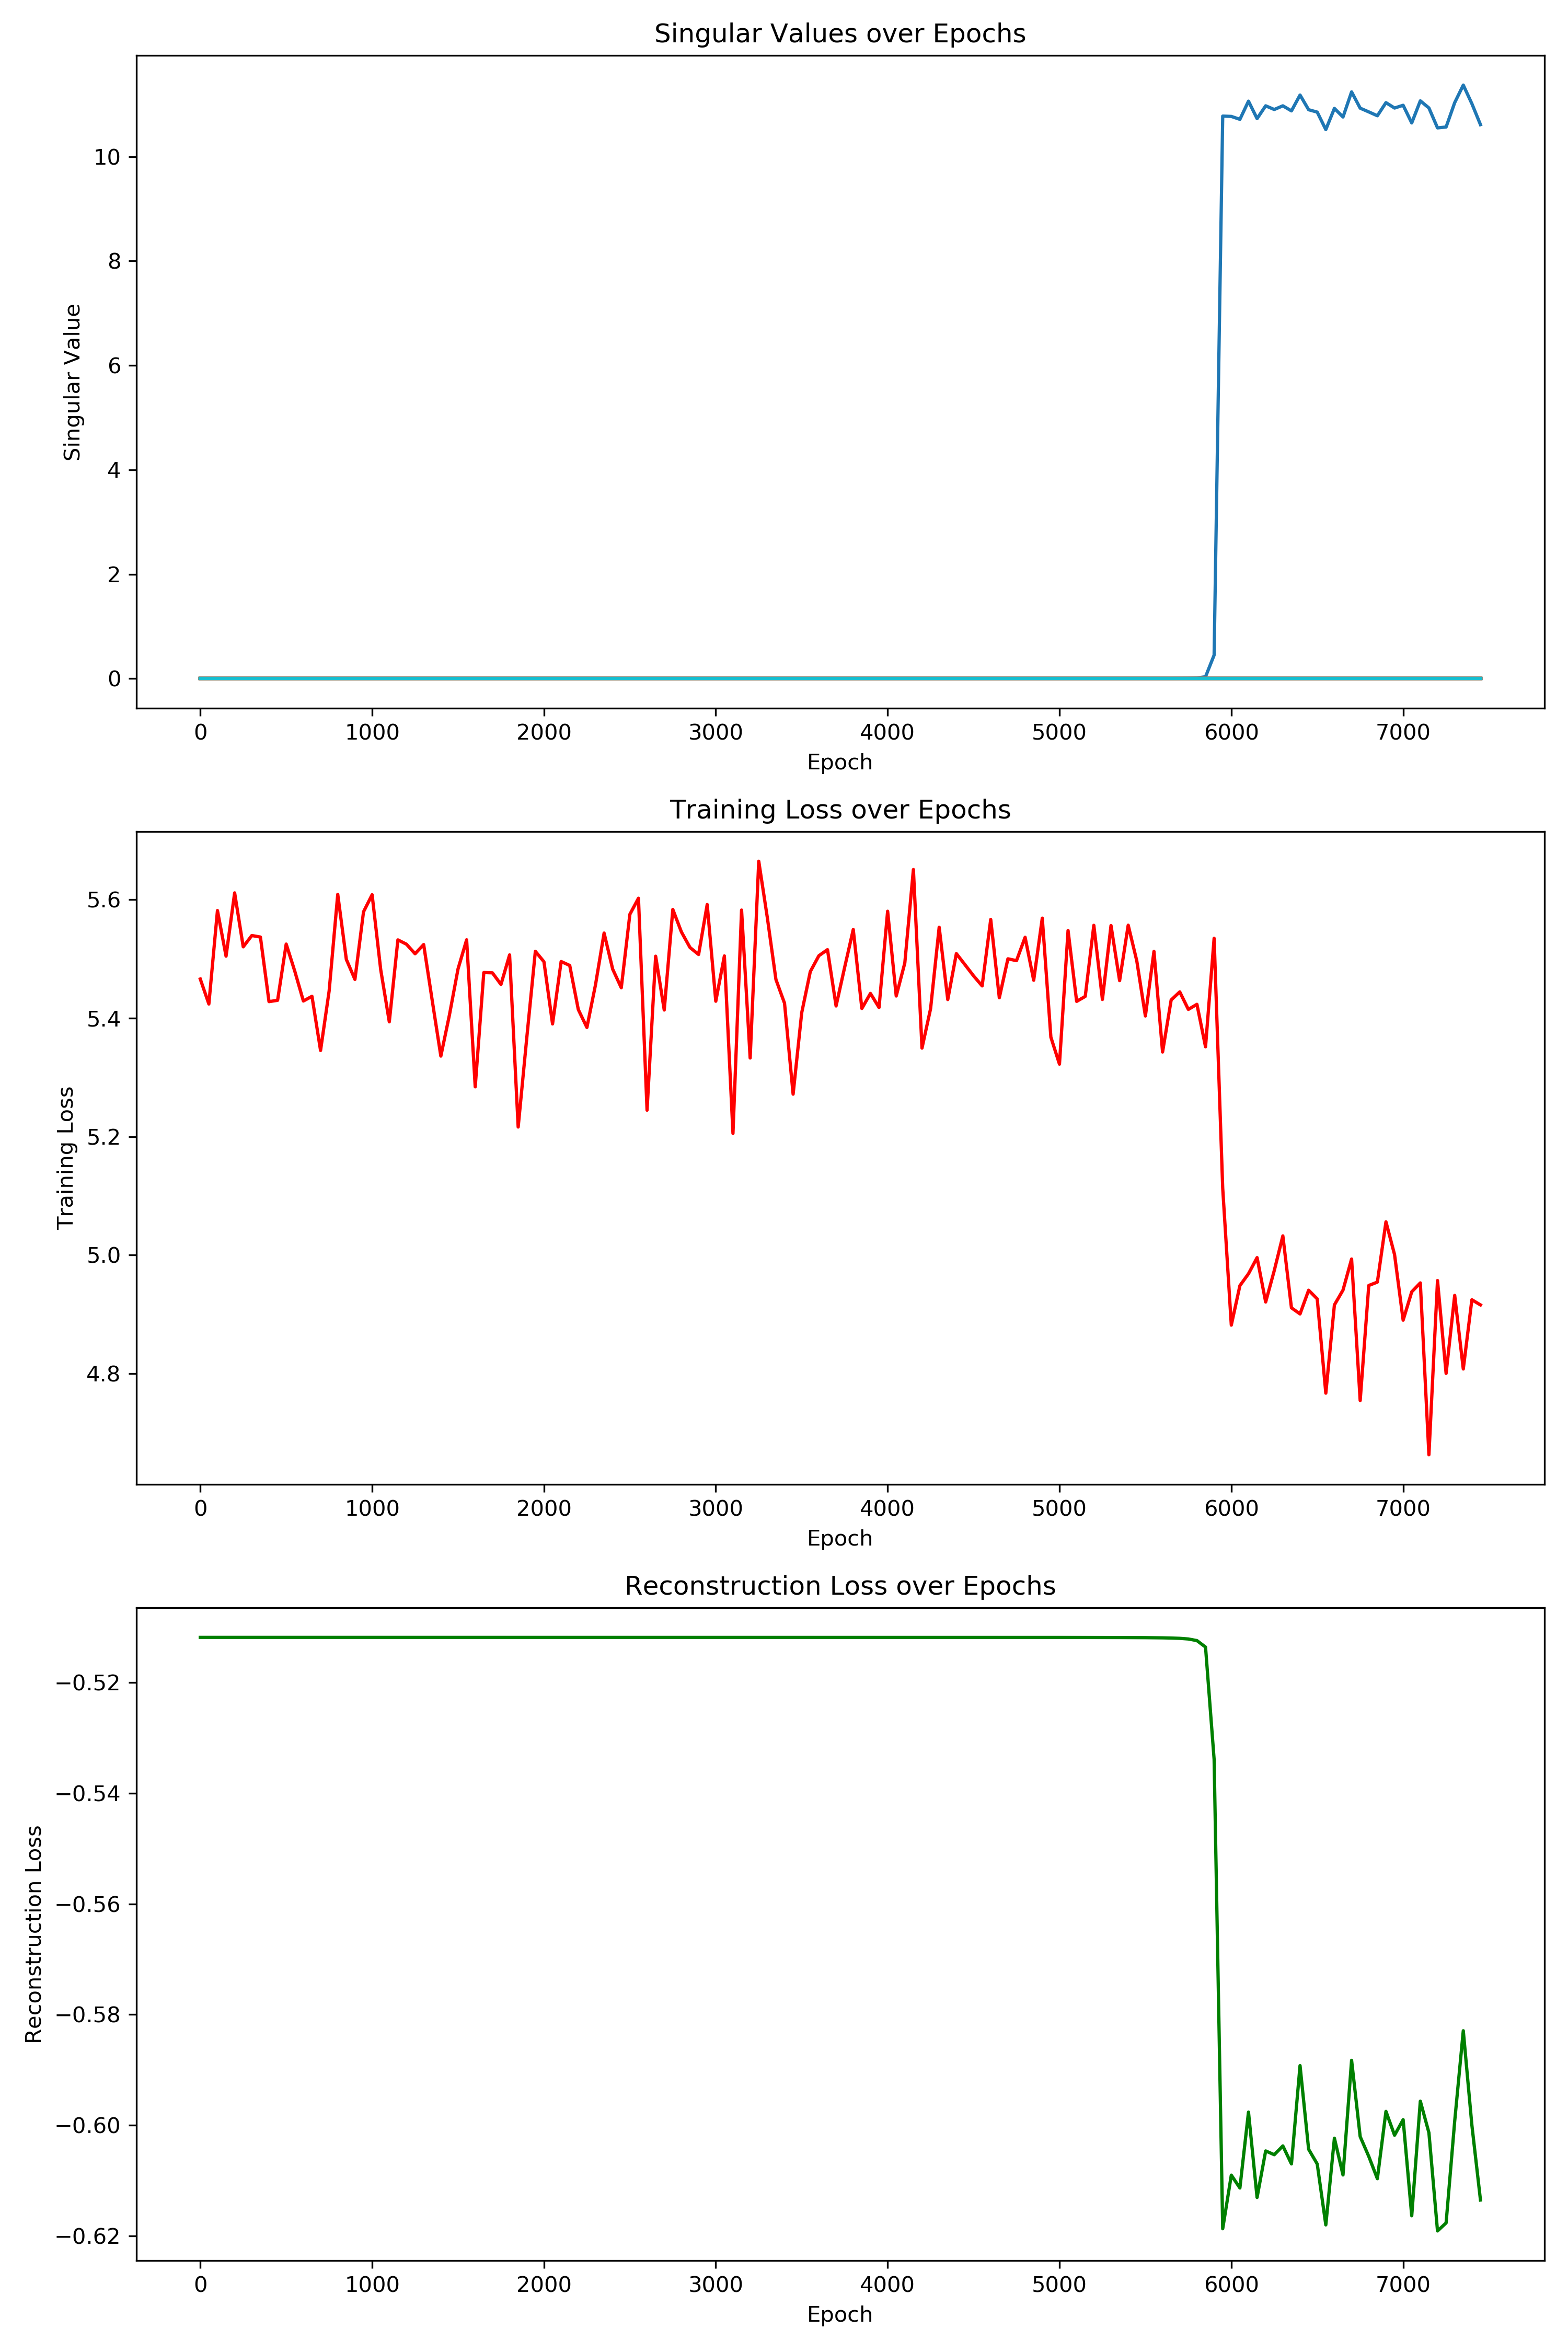 Singular Values over Epochs
Singular Value
10
8
6
4
2
0
0 1000 2000 3000 4000 5000 6000 7000
Epoch
Training Loss over Epochs
Training Loss
5.6
5.4
5.2
5.0
4.8
0 1000 2000 3000 4000 5000 6000 7000
Epoch
Reconstruction Loss over Epochs
Reconstruction Loss
−0.52
−0.54
−0.56
−0.58
−0.60
−0.62
0 1000 2000 3000 4000 5000 6000 7000
Epoch